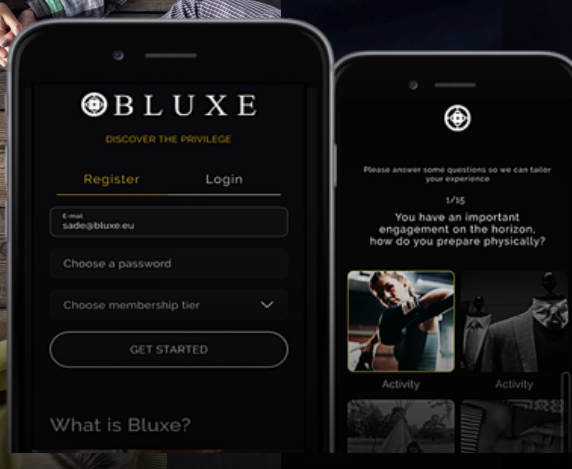 BLUXE
DISCOVER THE PRIVILEGE
Register Login
E-mail
sade@bluxe.eu
Choose a password
Choose membership tier
GET STARTED
What is Bluxe?
Please answer some questions so we can tailor
your experience
1/15
You have an important
engagement on the horizon,
how do you prepare physically?
Activity Activity